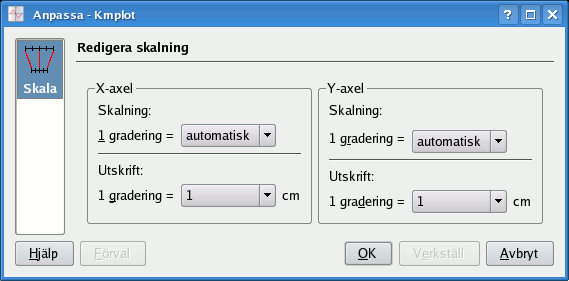 Anpassa - Kmplot
Skala
Redigera skalning
X-axel
Skalning:
1 gradering = automatisk
Utskrift:
1 gradering = 1 cm
Y-axel
Skalning:
1 gradering = automatisk
Utskrift:
1 gradering = 1 cm
Hjälp Förval OK Verkställ Avbryt